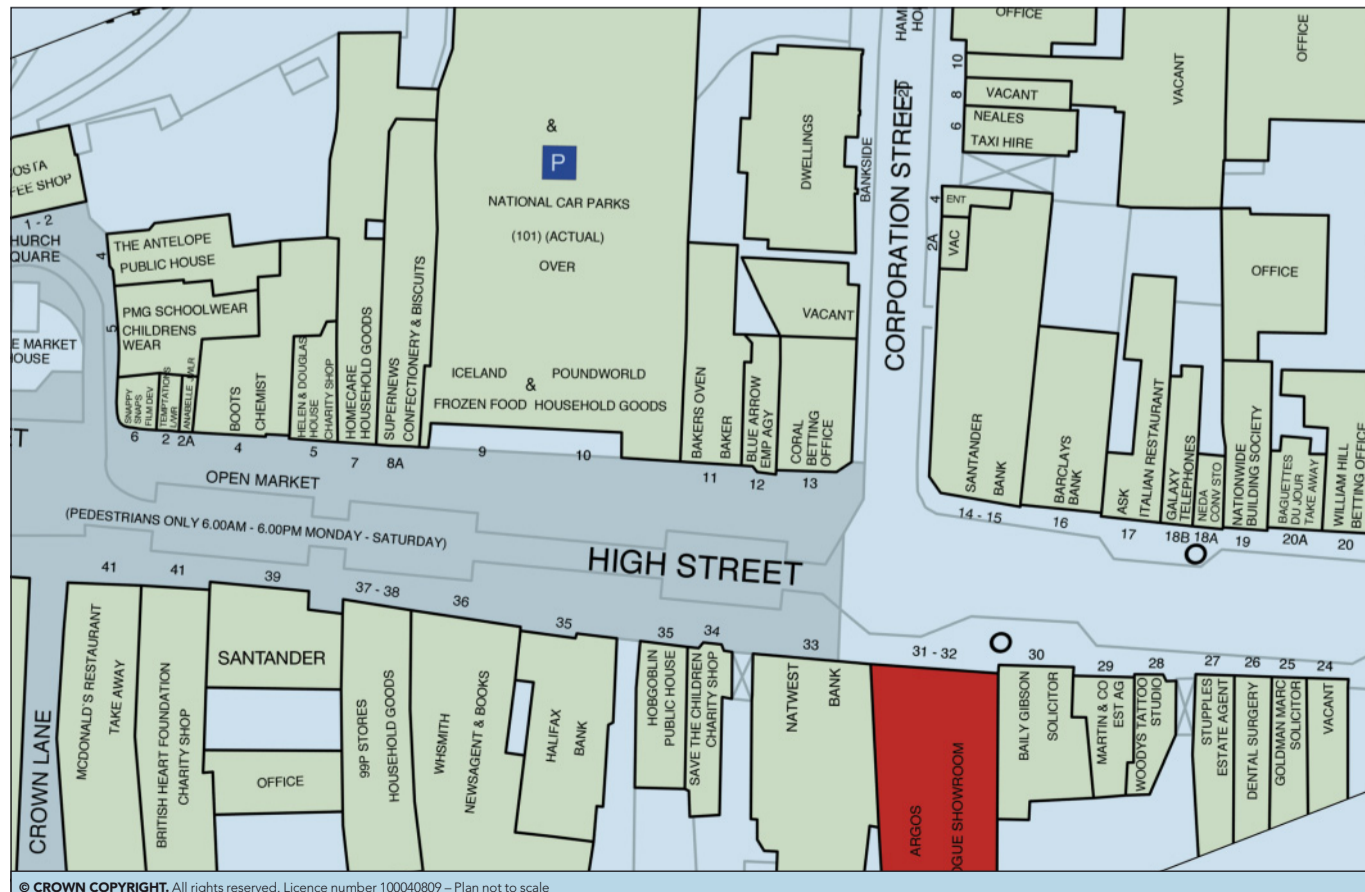 OFFICE
HAM
HO
1-20
10
VACANT
OFFICE
8
VACANT
6
NEALES
TAXI HIRE
&
P
NATIONAL CAR PARKS
(101) (ACTUAL)
OVER
DWELLINGS
BANKSIDE
CORPORATION STREET
4
ENT
2A
VAC
OFFICE
OSTA
FEE SHOP
1 - 2
HURCH
QUARE
4
THE ANTELOPE
PUBLIC HOUSE
5
PMG SCHOOLWEAR
CHILDRENS
WEAR
E MARKET
HOUSE
ET
SNAPPY
SNAPS
FILM DEV
6
TEMPTATIONS
L/WR
2
ANABELLE JWLR
2A
BOOTS
CHEMIST
4
HELEN & DOUGLAS
HOUSE
CHARITY SHOP
5
HOMECARE
HOUSEHOLD GOODS
7
SUPERNEWS
CONFECTIONERY & BISCUITS
8A
ICELAND
&
POUNDWORLD
FROZEN FOOD
HOUSEHOLD GOODS
9
10
BAKERS OVEN
BAKER
11
BLUE ARROW
EMP AGY
12
VACANT
CORAL
BETTING
OFFICE
13
SANTANDER
BANK
14 - 15
BARCLAYS
BANK
16
ASK
ITALIAN RESTAURANT
17
GALAXY
TELEPHONES
18B
NEDA
CONV STO
18A
NATIONWIDE
BUILDING SOCIETY
19
BAGUETTES
DU JOUR
TAKE AWAY
20A
WILLIAM HILL
BETTING OFFICE
20
OPEN MARKET
(PEDESTRIANS ONLY 6.00AM - 6.00PM MONDAY - SATURDAY)
HIGH STREET
CROWN LANE
41
MCDONALD'S RESTAURANT
TAKE AWAY
41
BRITISH HEART FOUNDATION
CHARITY SHOP
39
SANTANDER
OFFICE
37 - 38
99P STORES
HOUSEHOLD GOODS
36
WHSMITH
NEWSAGENT & BOOKS
35
HALIFAX
BANK
35
HOBGOBLIN
PUBLIC HOUSE
34
SAVE THE CHILDREN
CHARITY SHOP
33
NATWEST
BANK
31 - 32
ARGOS
OGUE SHOWROOM
30
BAILY GIBSON
SOLICITOR
29
MARTIN & CO
EST AG
28
WOODYS TATTOO
STUDIO
27
STUPPLES
ESTATE AGENT
26
DENTAL SURGERY
25
GOLDMAN MARC
SOLICITOR
24
VACANT
© CROWN COPYRIGHT. All rights reserved. Licence number 100040809 – Plan not to scale